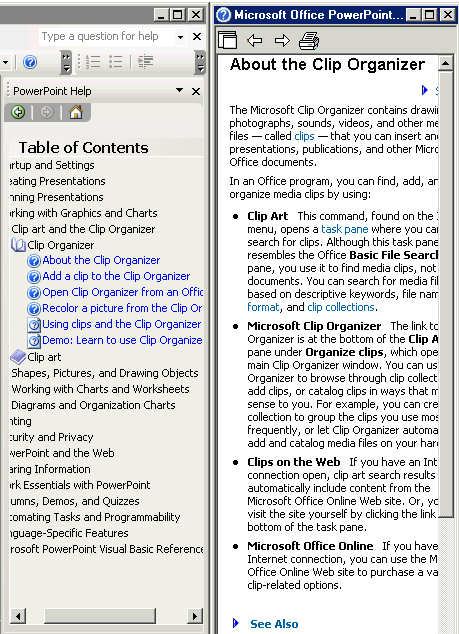 Type a question for help
PowerPoint Help
Table of Contents
rtup and Settings
eating Presentations
nning Presentations
rking with Graphics and Charts
Clip art and the Clip Organizer
Clip Organizer
About the Clip Organizer
Add a clip to the Clip Organizer
Open Clip Organizer from an Offic
Recolor a picture from the Clip Or
Using clips and the Clip Organizer
Demo: Learn to use Clip Organize
Clip art
Shapes, Pictures, and Drawing Objects
Working with Charts and Worksheets
Diagrams and Organization Charts
nting
curity and Privacy
werPoint and the Web
aring Information
rk Essentials with PowerPoint
umns, Demos, and Quizzes
tomating Tasks and Programmability
nguage-Specific Features
rosoft PowerPoint Visual Basic Reference
Microsoft Office PowerPoint...
About the Clip Organizer
The Microsoft Clip Organizer contains drawi
photographs, sounds, videos, and other me
files — called clips — that you can insert and
presentations, publications, and other Micro
Office documents.
In an Office program, you can find, add, an
organize media clips by using:
• Clip Art This command, found on the I
menu, opens a task pane where you car
search for clips. Although this task pane
resembles the Office Basic File Search
pane, you use it to find media clips, not
documents. You can search for media fil
based on descriptive keywords, file nam
format, and clip collections.
• Microsoft Clip Organizer The link to
Organizer is at the bottom of the Clip A
pane under Organize clips, which ope
main Clip Organizer window. You can us
Organizer to browse through clip collect
add clips, or catalog clips in ways that m
sense to you. For example, you can cre
collection to group the clips you use mos
frequently, or let Clip Organizer automa
add and catalog media files on your hard
• Clips on the Web If you have an Int
connection open, clip art search results
automatically include content from the
Microsoft Office Online Web site. Or, yo
visit the site yourself by clicking the link
bottom of the task pane.
• Microsoft Office Online If you have
Internet connection, you can use the M
Office Online Web site to purchase a va
clip-related options.
See Also